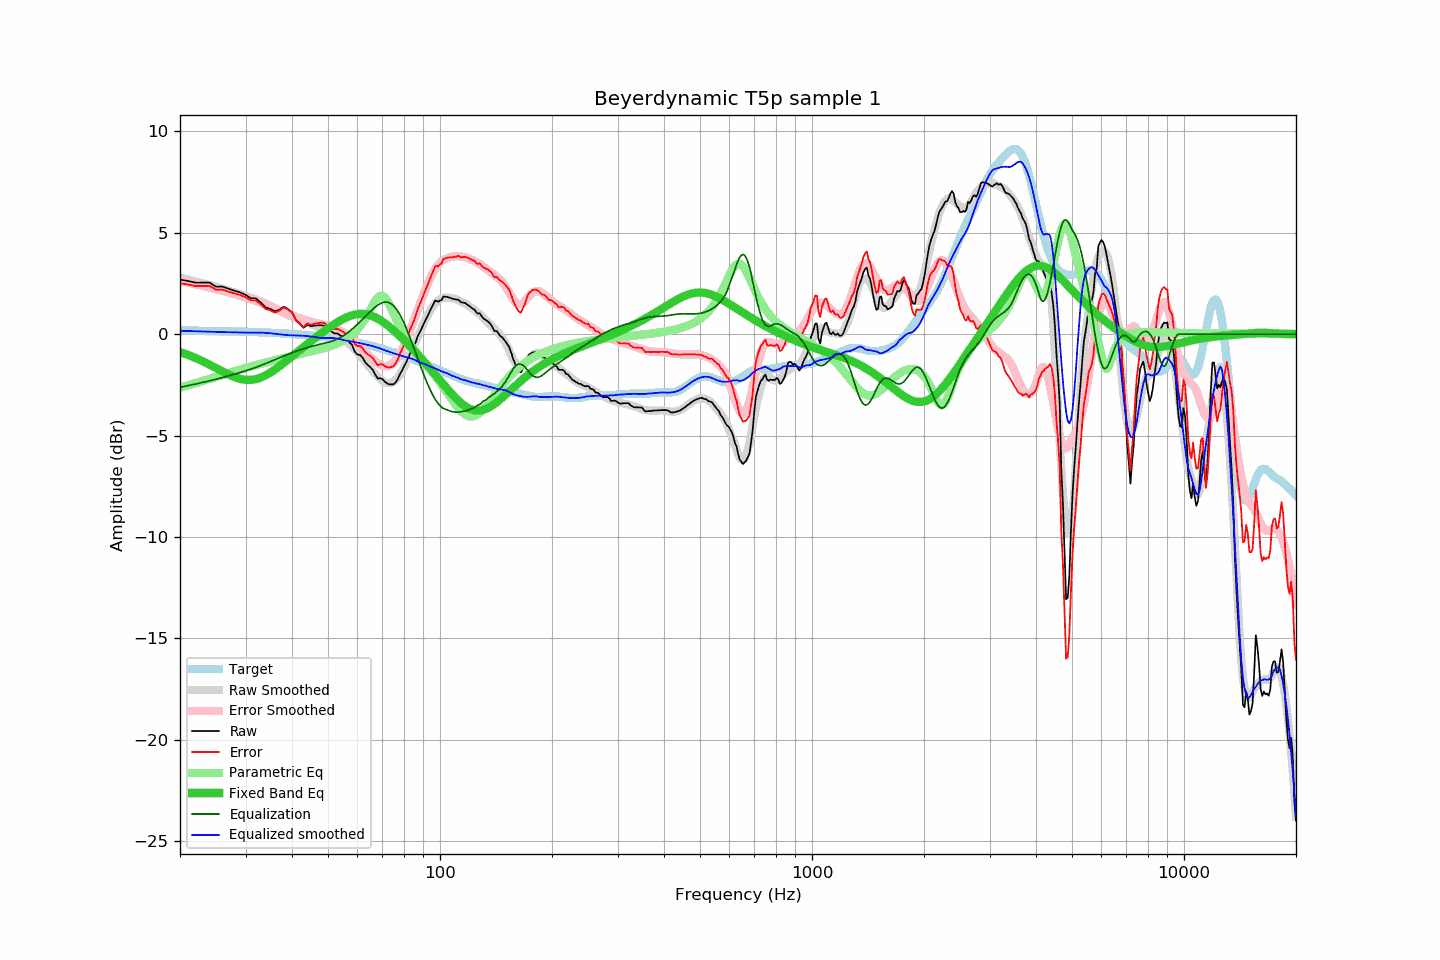 Beyerdynamic T5p sample 1
10
5
0
−5
−10
−15
−20
−25
Amplitude (dBr)
Target
Raw Smoothed
Error Smoothed
Raw
Error
Parametric Eq
Fixed Band Eq
Equalization
Equalized smoothed
100
1000
10000
Frequency (Hz)